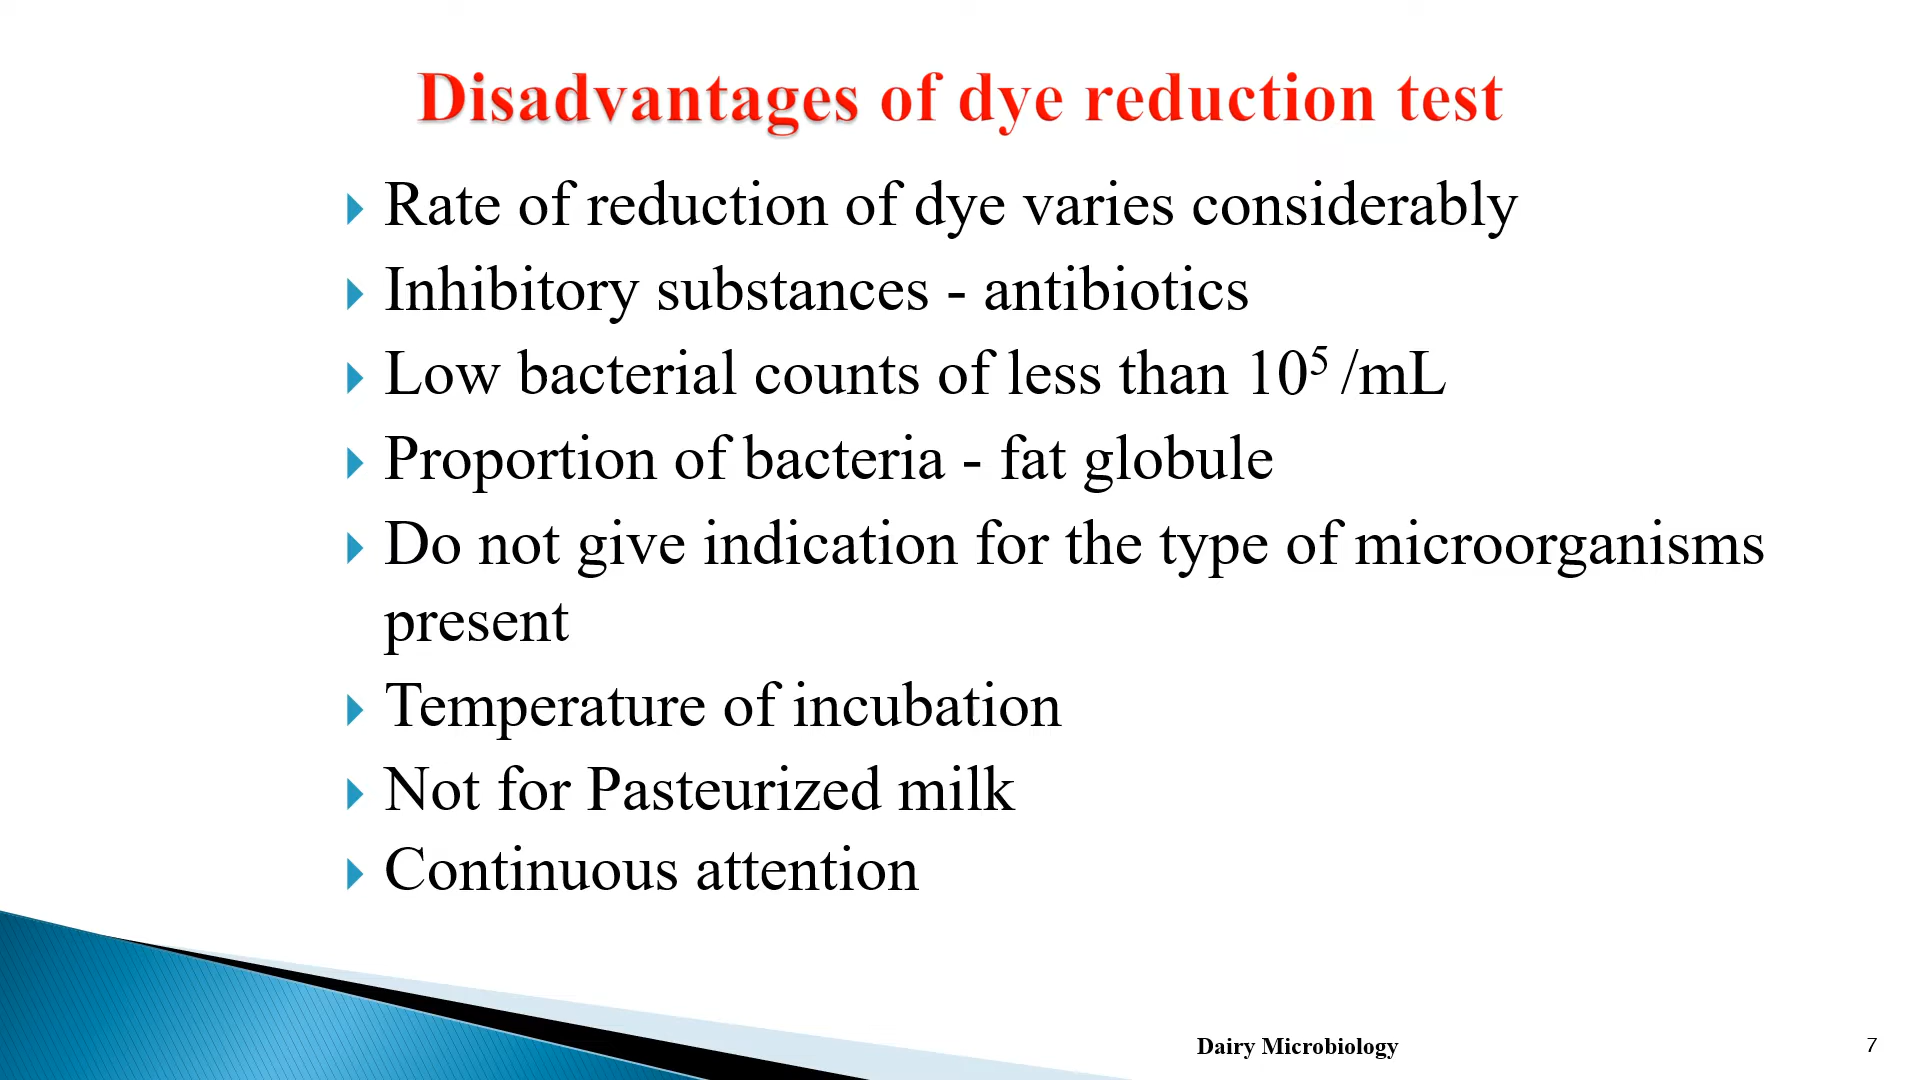 Disadvantages of dye reduction test
Rate of reduction of dye varies considerably
Inhibitory substances - antibiotics
Low bacterial counts of less than 10⁵ /mL
Proportion of bacteria - fat globule
Do not give indication for the type of microorganisms
present
Temperature of incubation
Not for Pasteurized milk
Continuous attention
Dairy Microbiology
7